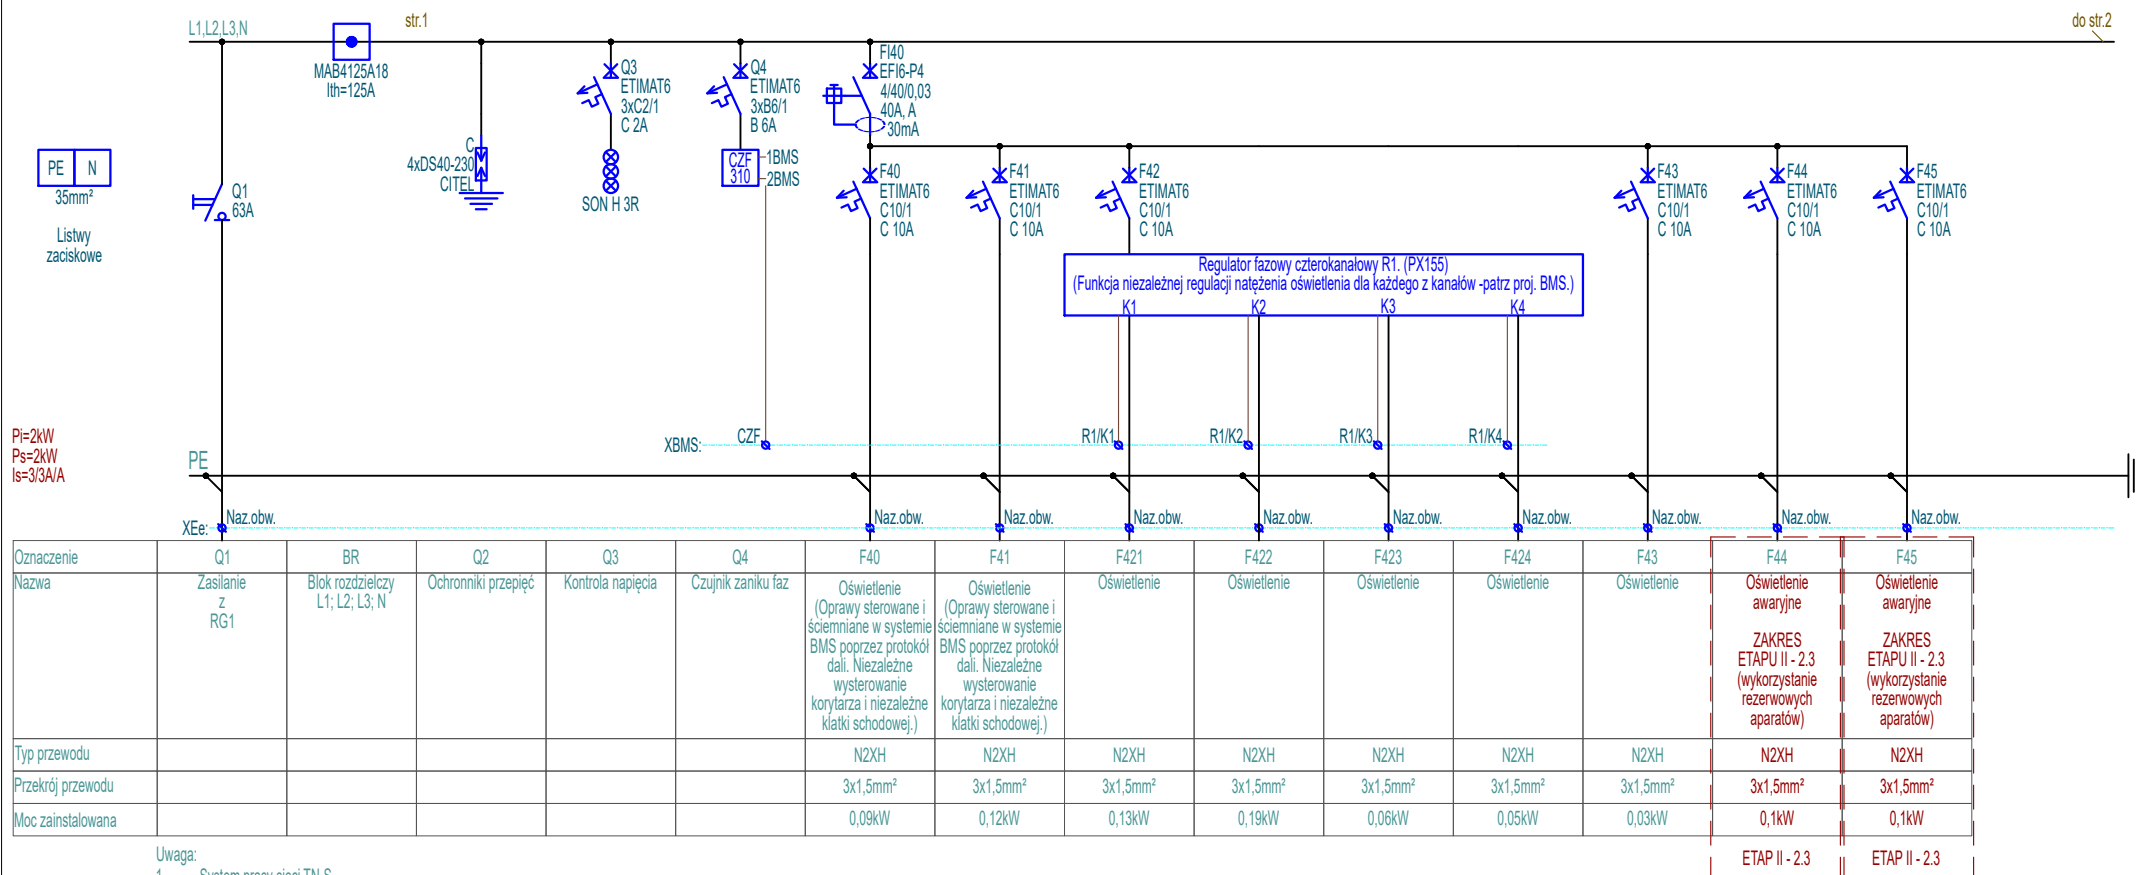 L1,L2,L3,N
str.1
do str.2
MAB4125A18
Ith=125A
PE N
35mm²
Listwy
zaciskowe
Q1
63A
C
4xDS40-230
CITEL
Q3
ETIMAT6
3xC2/1
C 2A
SON H 3R
Q4
ETIMAT6
3xB6/1
B 6A
CZF
310
1BMS
2BMS
FI40
EFI6-P4
4/40/0,03
40A, A
30mA
F40
ETIMAT6
C10/1
C 10A
F41
ETIMAT6
C10/1
C 10A
F42
ETIMAT6
C10/1
C 10A
F43
ETIMAT6
C10/1
C 10A
F44
ETIMAT6
C10/1
C 10A
F45
ETIMAT6
C10/1
C 10A
Regulator fazowy czterokanałowy R1. (PX155)
(Funkcja niezależnej regulacji natężenia oświetlenia dla każdego z kanałów -patrz proj. BMS.)
K1 K2 K3 K4
Pi=2kW
Ps=2kW
Is=3/3A/A
XBMS: CZF R1/K1 R1/K2 R1/K3 R1/K4
PE
XEe: Naz.obw. Naz.obw. Naz.obw. Naz.obw. Naz.obw. Naz.obw. Naz.obw. Naz.obw. Naz.obw. Naz.obw.
Oznaczenie Q1 BR Q2 Q3 Q4 F40 F41 F421 F422 F423 F424 F43 F44 F45
Nazwa
Zasilanie
z
RG1
Blok rozdzielczy
L1; L2; L3; N
Ochronniki przepięć
Kontrola napięcia
Czujnik zaniku faz
Oświetlenie
(Oprawy sterowane i
ściemniane w systemie
BMS poprzez protokół
dali. Niezależne
wysterowanie
korytarza i niezależne
klatki schodowej.)
Oświetlenie
(Oprawy sterowane i
ściemniane w systemie
BMS poprzez protokół
dali. Niezależne
wysterowanie
korytarza i niezależne
klatki schodowej.)
Oświetlenie
Oświetlenie
Oświetlenie
Oświetlenie
Oświetlenie
Oświetlenie
awaryjne
ZAKRES
ETAPU II - 2.3
(wykorzystanie
rezerwowych
aparatów)
Oświetlenie
awaryjne
ZAKRES
ETAPU II - 2.3
(wykorzystanie
rezerwowych
aparatów)
Typ przewodu N2XH N2XH N2XH N2XH N2XH N2XH N2XH N2XH N2XH
Przekrój przewodu 3x1,5mm² 3x1,5mm² 3x1,5mm² 3x1,5mm² 3x1,5mm² 3x1,5mm² 3x1,5mm² 3x1,5mm² 3x1,5mm²
Moc zainstalowana 0,09kW 0,12kW 0,13kW 0,19kW 0,06kW 0,05kW 0,03kW 0,1kW 0,1kW
ETAP II - 2.3 ETAP II - 2.3
Uwaga:
1. System pracy sieci TN-S